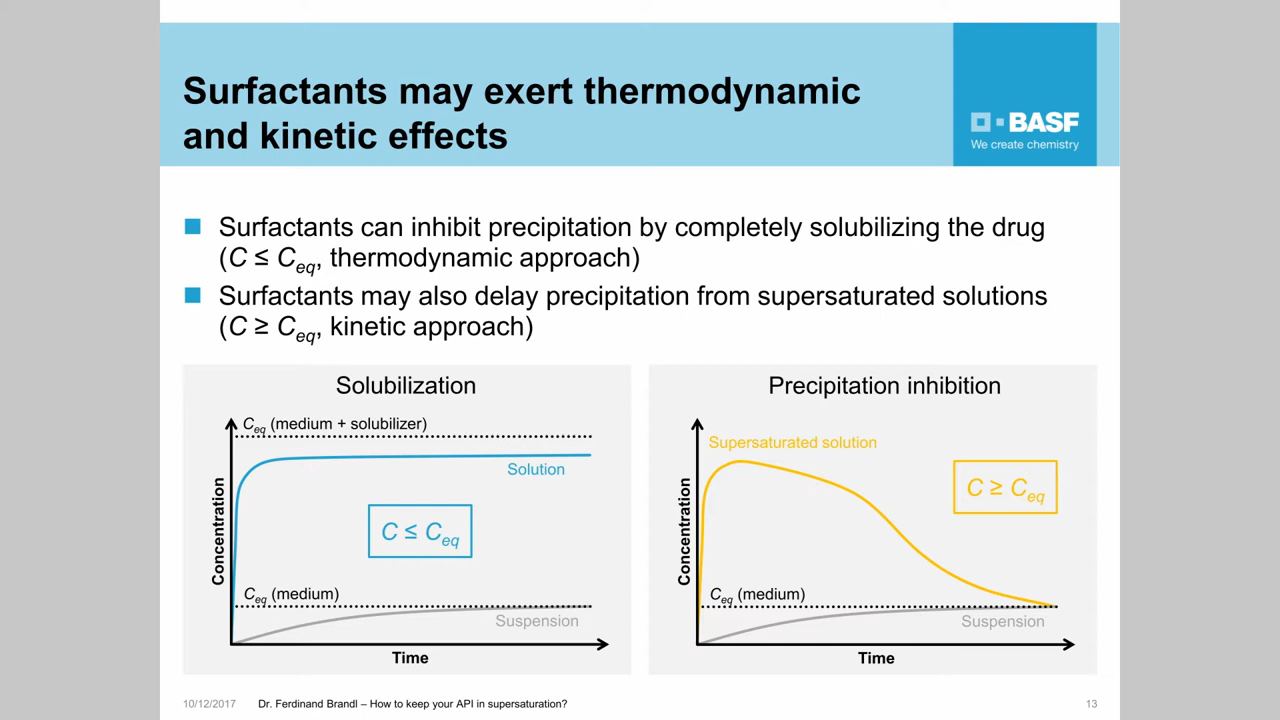 Surfactants may exert thermodynamic
and kinetic effects
BASF
We create chemistry
Surfactants can inhibit precipitation by completely solubilizing the drug
(C ≤ Ceq, thermodynamic approach)
Surfactants may also delay precipitation from supersaturated solutions
(C ≥ Ceq, kinetic approach)
Solubilization
Ceq (medium + solubilizer)
Solution
C ≤ Ceq
Concentration
Ceq (medium)
Suspension
Time
Precipitation inhibition
Supersaturated solution
C ≥ Ceq
Concentration
Ceq (medium)
Suspension
Time
10/12/2017 Dr. Ferdinand Brandl – How to keep your API in supersaturation? 13